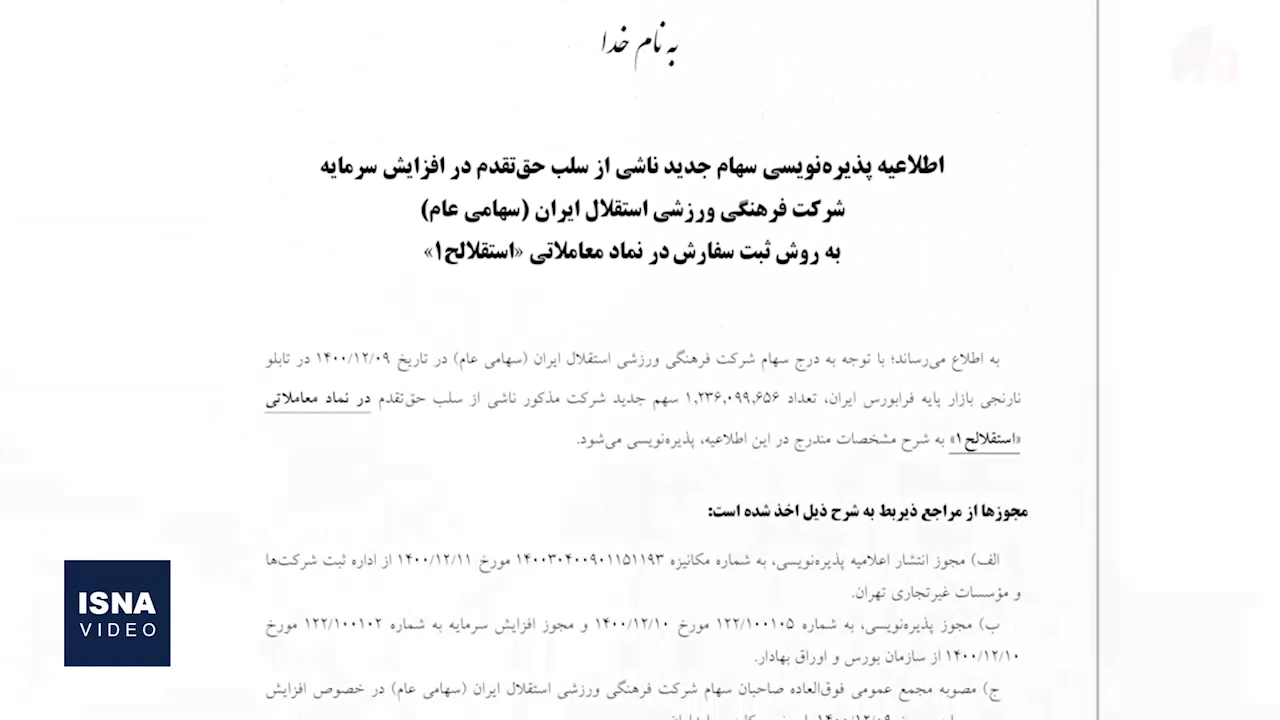 به نام خدا
اطلاعیه پذیره‌نویسی سهام جدید ناشی از سلب حق‌تقدم در افزایش سرمایه
شرکت فرهنگی ورزشی استقلال ایران (سهامی عام)
به روش ثبت سفارش در نماد معاملاتی «استقلالح۱»
به اطلاع می‌رساند؛ با توجه به درج سهام شرکت فرهنگی ورزشی استقلال ایران (سهامی عام) در تاریخ ۱۴۰۰/۱۲/۰۹ در تابلو
نارنجی بازار پایه فرابورس ایران، تعداد ۱,۲۳۶,۰۹۹,۶۵۶ سهم جدید شرکت مذکور ناشی از سلب حق‌تقدم در نماد معاملاتی
«استقلالح۱» به شرح مشخصات مندرج در این اطلاعیه، پذیره‌نویسی می‌شود.
مجوزها از مراجع ذیربط به شرح ذیل اخذ شده است:
الف) مجوز انتشار اعلامیه پذیره‌نویسی، به شماره مکانیزه ۱۴۰۰۳۰۴۰۰۹۰۱۱۵۱۱۹۳ مورخ ۱۴۰۰/۱۲/۱۱ از اداره ثبت شرکت‌ها
و مؤسسات غیرتجاری تهران.
ب) مجوز پذیره‌نویسی، به شماره ۱۲۲/۱۰۰۱۰۵ مورخ ۱۴۰۰/۱۲/۱۰ و مجوز افزایش سرمایه به شماره ۱۲۲/۱۰۰۱۰۲ مورخ
۱۴۰۰/۱۲/۱۰ از سازمان بورس و اوراق بهادار.
ج) مصوبه مجمع عمومی فوق‌العاده صاحبان سهام شرکت فرهنگی ورزشی استقلال ایران (سهامی عام) در خصوص افزایش
ISNA
VIDEO